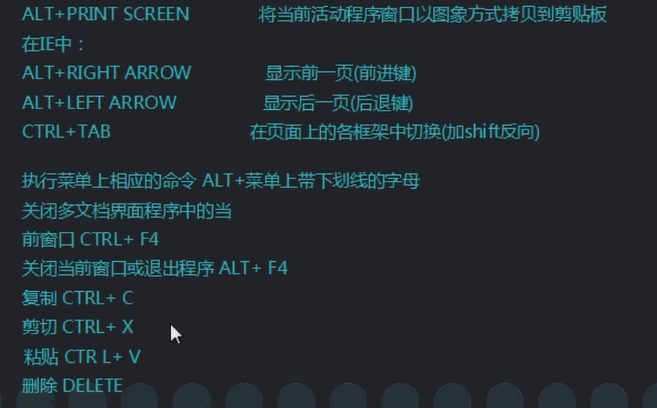 ALT+PRINT SCREEN 将当前活动程序窗口以图象方式拷贝到剪贴板
在IE中：
ALT+RIGHT ARROW 显示前一页(前进键)
ALT+LEFT ARROW 显示后一页(后退键)
CTRL+TAB 在页面上的各框架中切换(加shift反向)
执行菜单上相应的命令 ALT+菜单上带下划线的字母
关闭多文档界面程序中的当
前窗口 CTRL+ F4
关闭当前窗口或退出程序 ALT+ F4
复制 CTRL+ C
剪切 CTRL+ X
粘贴 CTR L+ V
删除 DELETE